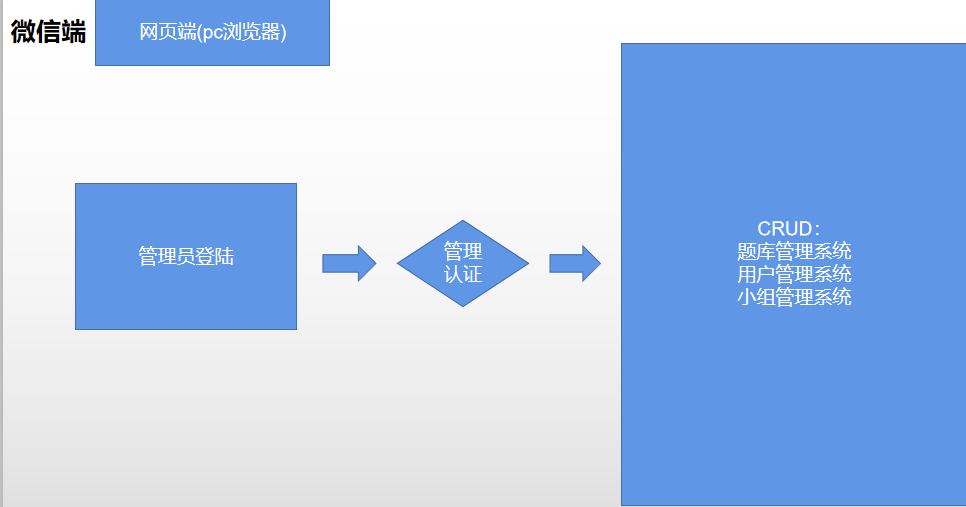 微信端
网页端(pc浏览器)
管理员登陆
管理
认证
CRUD：
题库管理系统
用户管理系统
小组管理系统